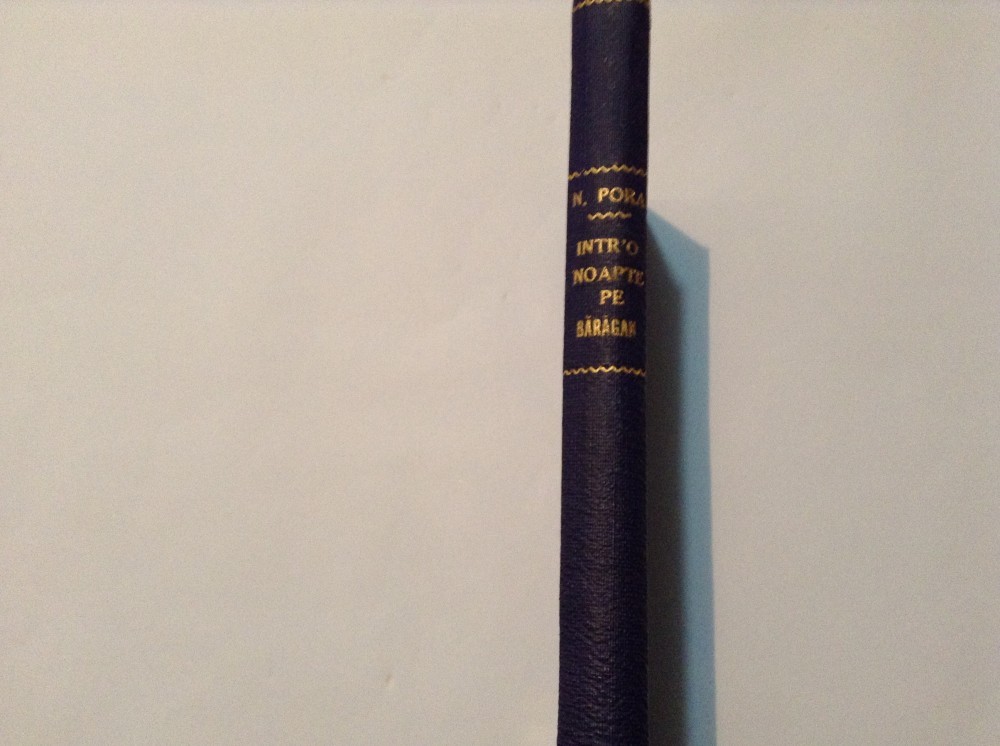 N. PORA
INTR'O
NOAPTE
PE
BĂRĂGAN